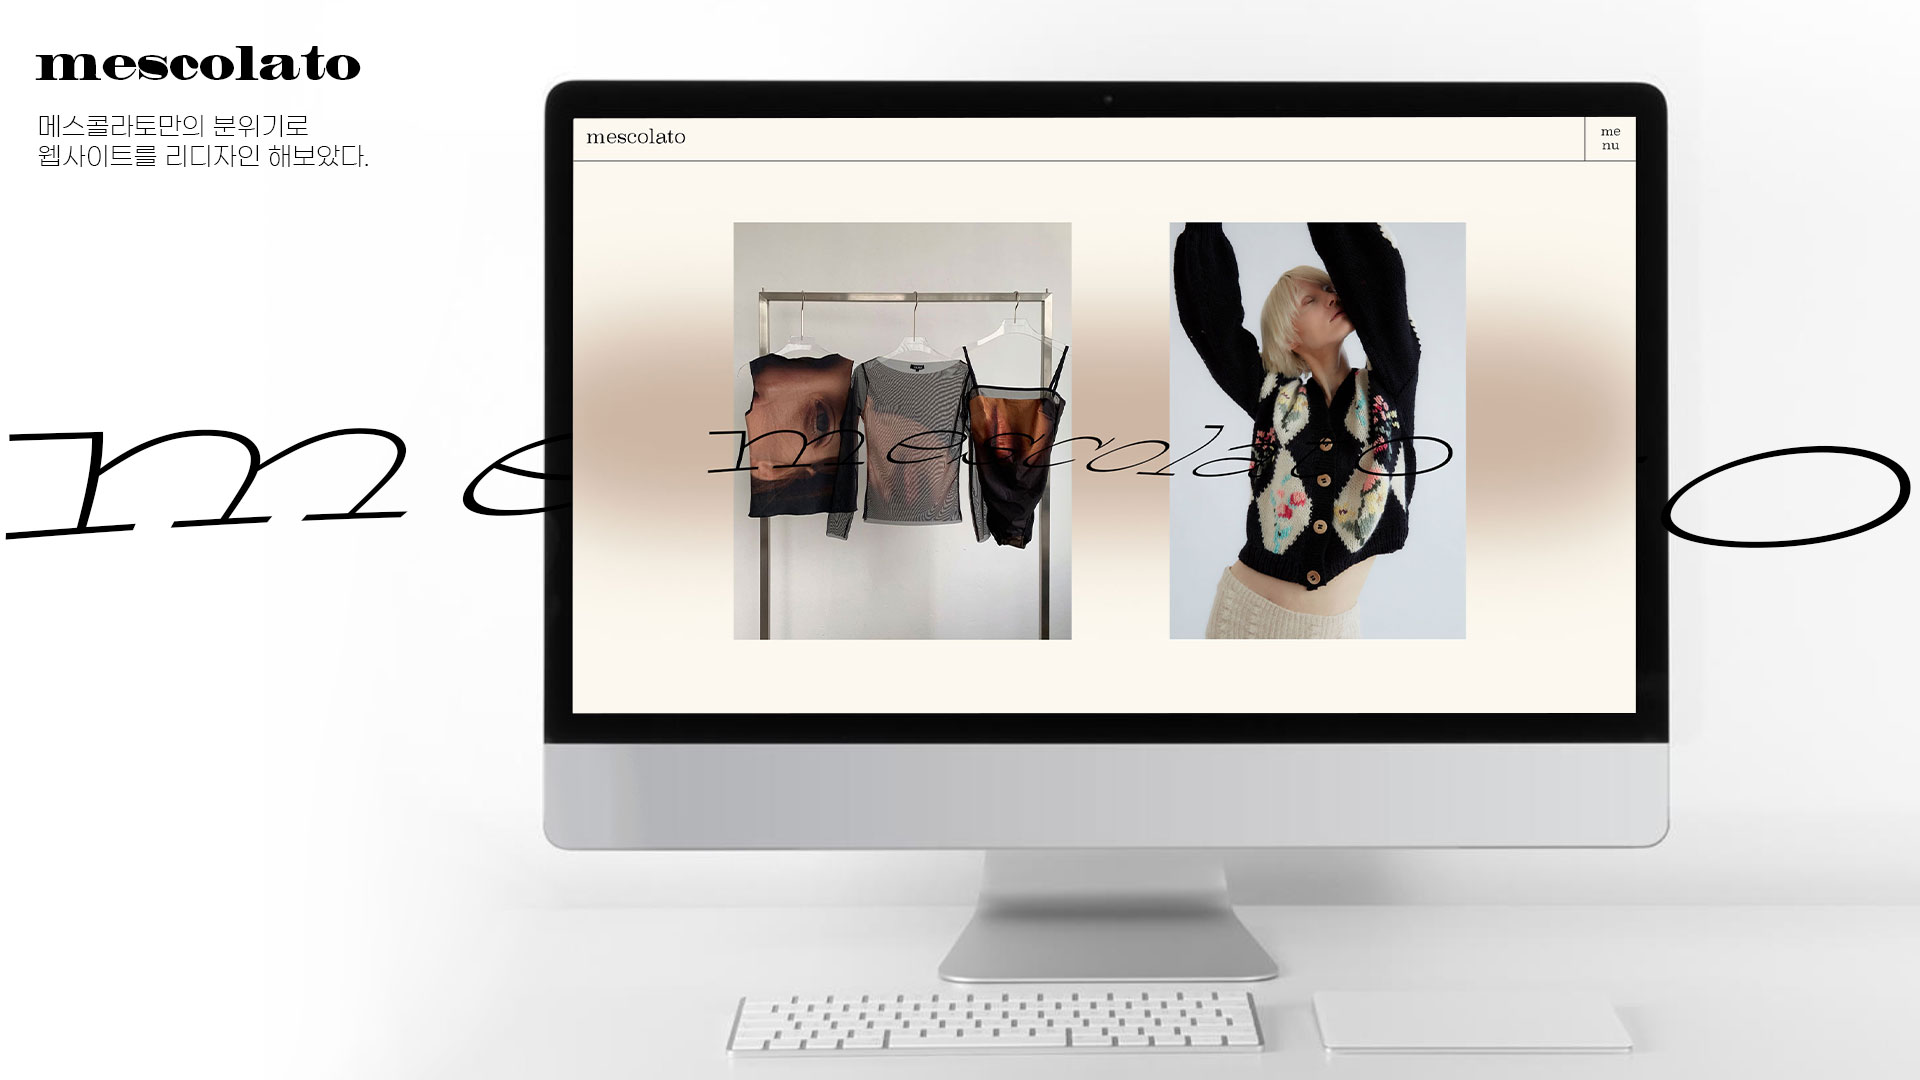 mescolato
메스콜라토만의 분위기로
웹사이트를 리디자인 해보았다.
mescolato
me
nu
mescolato
me o